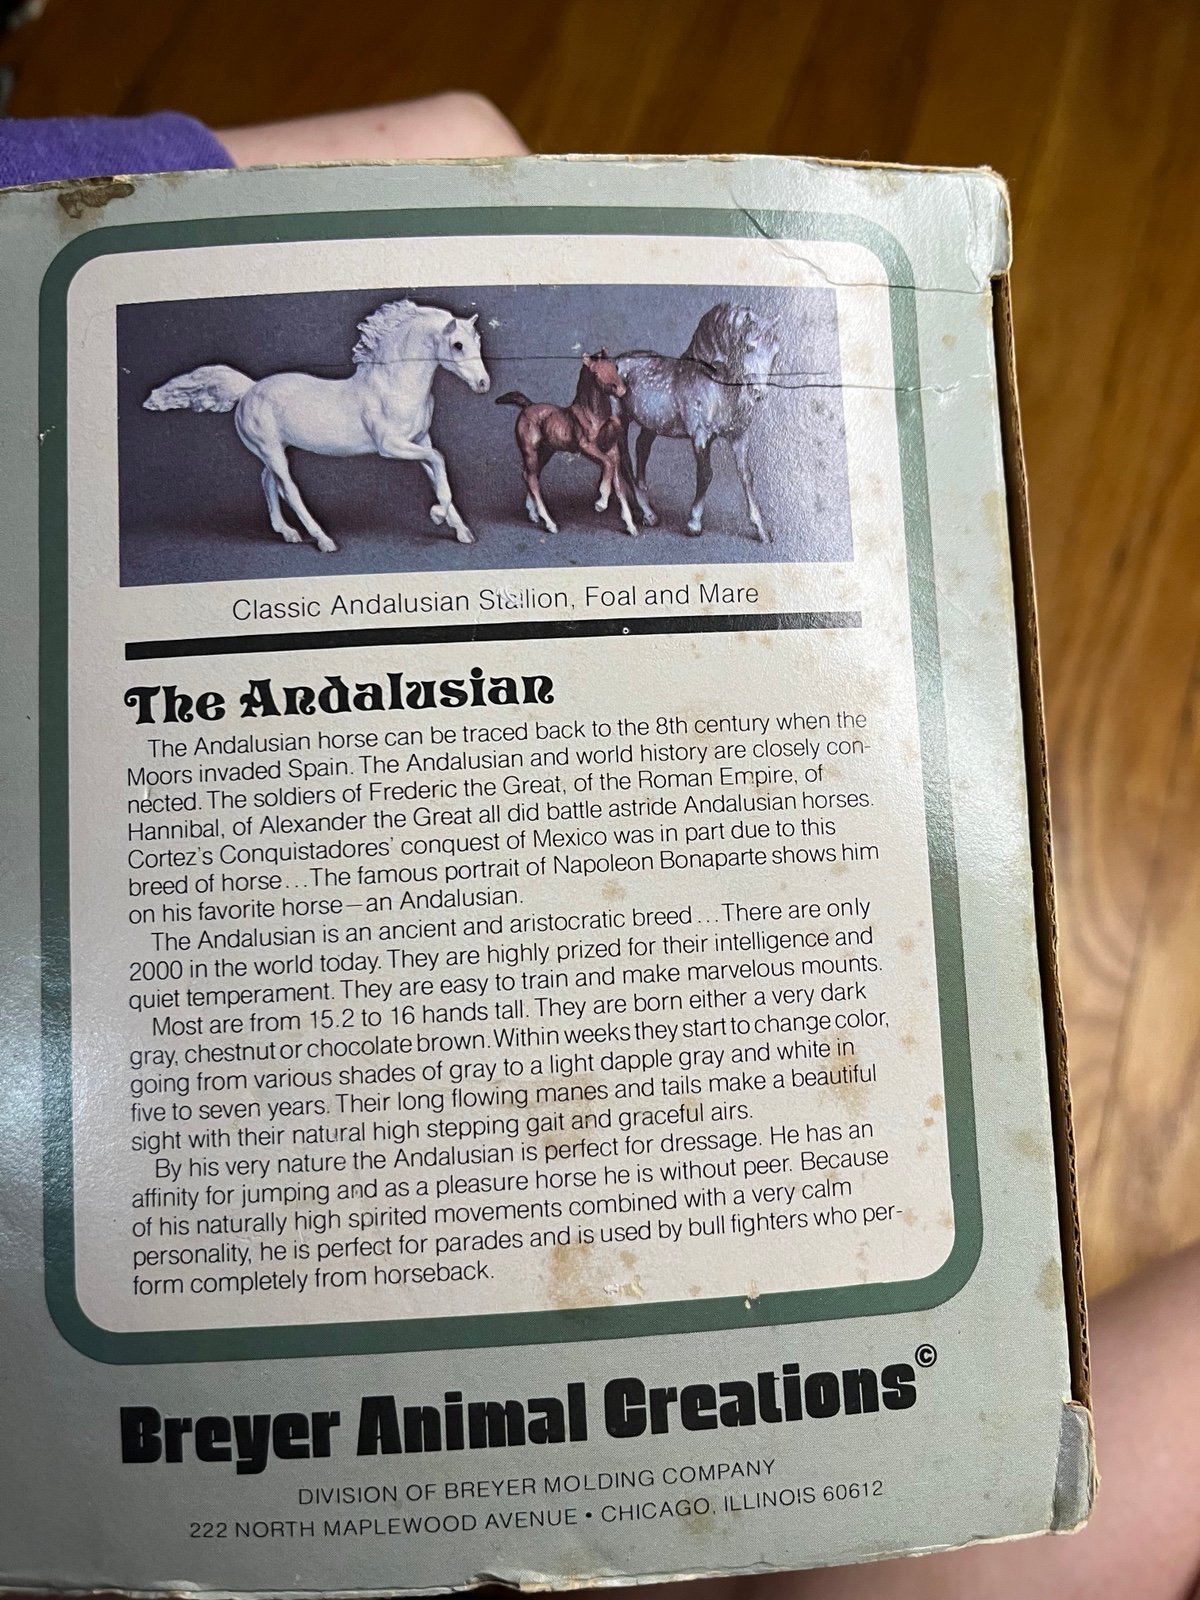 Classic Andalusian Stallion, Foal and Mare
The Andalusian
The Andalusian horse can be traced back to the 8th century when the
Moors invaded Spain. The Andalusian and world history are closely con-
nected. The soldiers of Frederic the Great, of the Roman Empire, of
Hannibal, of Alexander the Great all did battle astride Andalusian horses.
Cortez's Conquistadores' conquest of Mexico was in part due to this
breed of horse...The famous portrait of Napoleon Bonaparte shows him
on his favorite horse—an Andalusian.
The Andalusian is an ancient and aristocratic breed...There are only
2000 in the world today. They are highly prized for their intelligence and
quiet temperament. They are easy to train and make marvelous mounts.
Most are from 15.2 to 16 hands tall. They are born either a very dark
gray, chestnut or chocolate brown. Within weeks they start to change color,
going from various shades of gray to a light dapple gray and white in
five to seven years. Their long flowing manes and tails make a beautiful
sight with their natural high stepping gait and graceful airs.
By his very nature the Andalusian is perfect for dressage. He has an
affinity for jumping and as a pleasure horse he is without peer. Because
of his naturally high spirited movements combined with a very calm
personality, he is perfect for parades and is used by bull fighters who per-
form completely from horseback.
Breyer Animal Creations©
DIVISION OF BREYER MOLDING COMPANY
222 NORTH MAPLEWOOD AVENUE • CHICAGO, ILLINOIS 60612